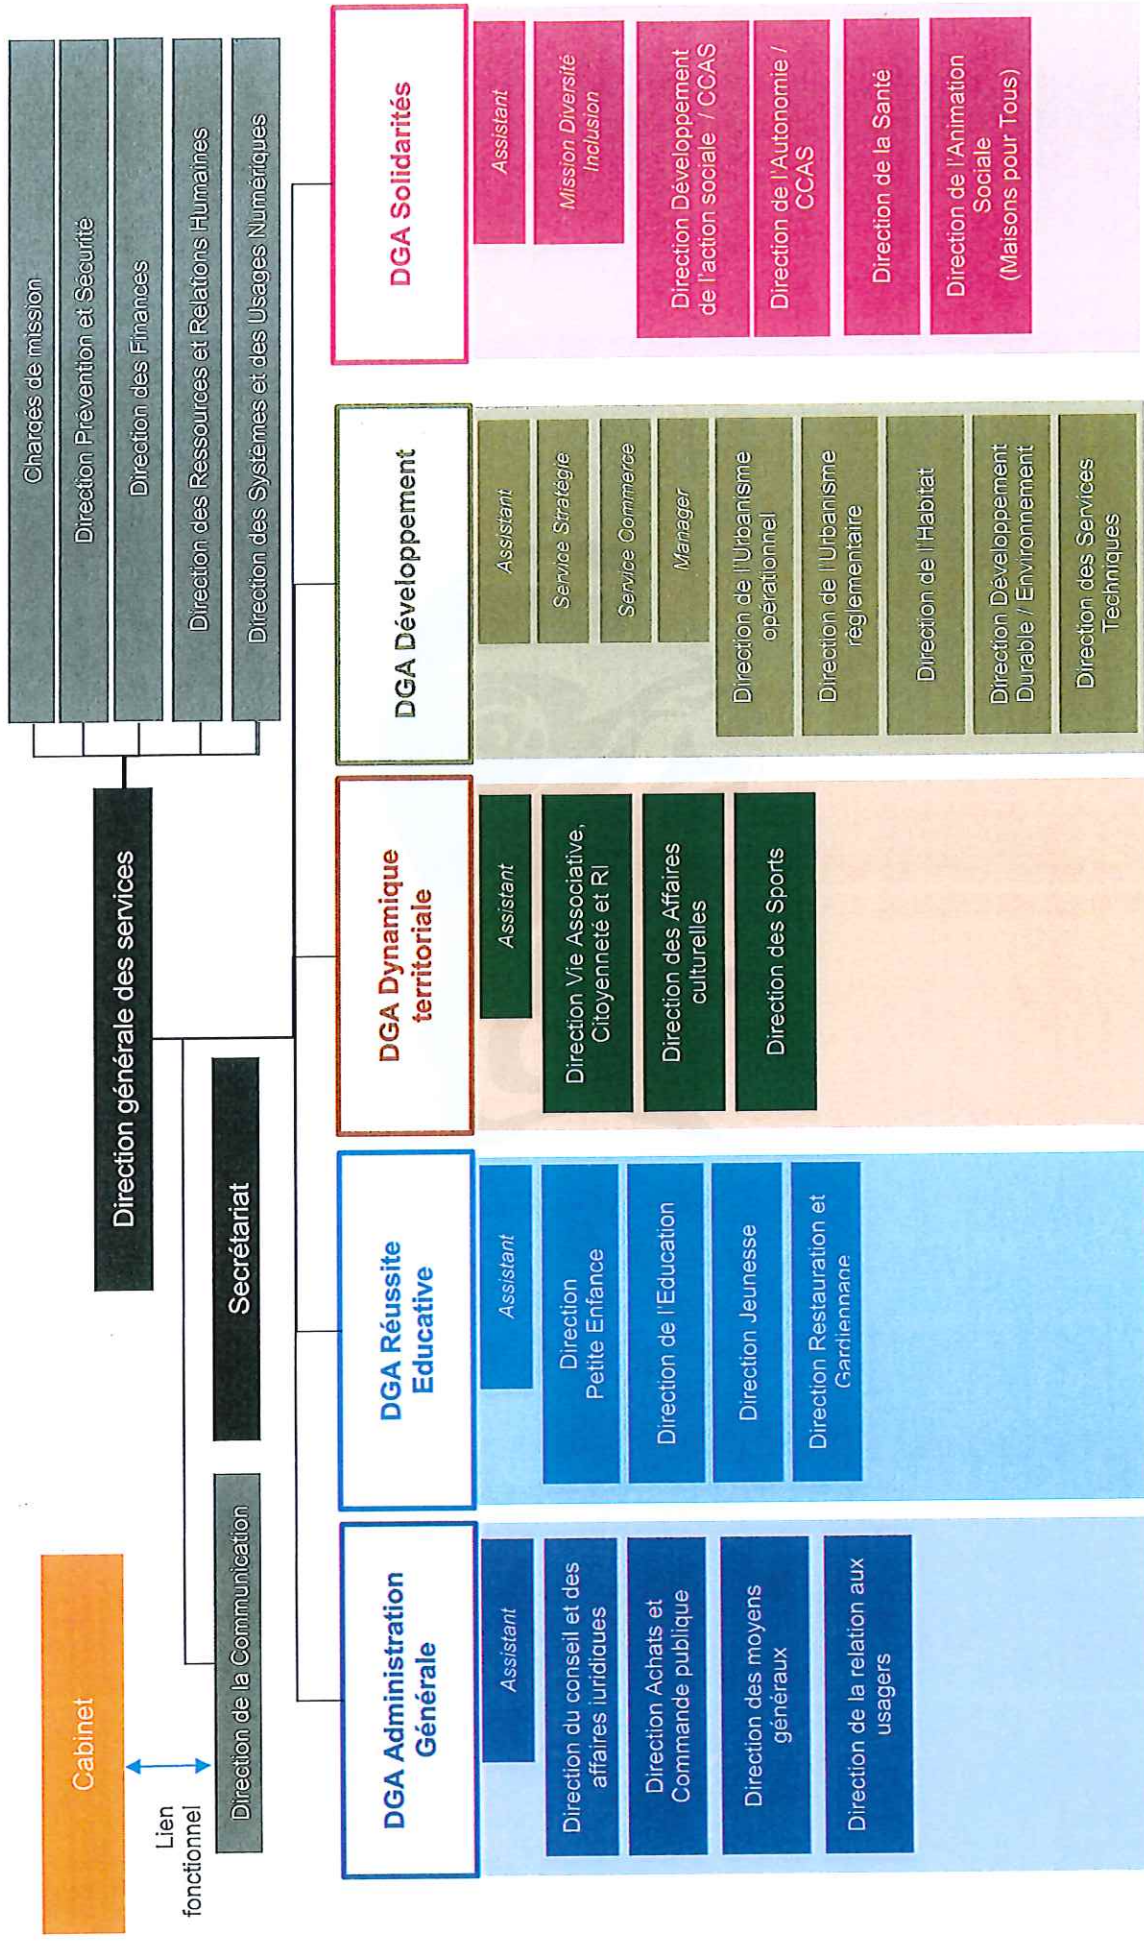 Cabinet
Lien
fonctionnel
Direction de la Communication
Direction générale des services
Secrétariat
Chargés de mission
Direction Prévention et Sécurité
Direction des Finances
Direction des Ressources et Relations Humaines
Direction des Systèmes et des Usages Numériques
DGA Administration
Générale
Assistant
Direction du conseil et des
affaires juridiques
Direction Achats et
Commande publique
Direction des moyens
généraux
Direction de la relation aux
usagers
DGA Réussite
Educative
Assistant
Direction
Petite Enfance
Direction de l'Education
Direction Jeunesse
Direction Restauration et
Gardiennage
DGA Dynamique
territoriale
Assistant
Direction Vie Associative,
Citoyenneté et RI
Direction des Affaires
culturelles
Direction des Sports
DGA Développement
Assistant
Service Stratégie
Service Commerce
Manager
Direction de l'Urbanisme
opérationnel
Direction de l'Urbanisme
réglementaire
Direction de l'Habitat
Direction Développement
Durable / Environnement
Direction des Services
Techniques
DGA Solidarités
Assistant
Mission Diversité
Inclusion
Direction Développement
de l'action sociale / CCAS
Direction de l'Autonomie /
CCAS
Direction de la Santé
Direction de l'Animation
Sociale
(Maisons pour Tous)